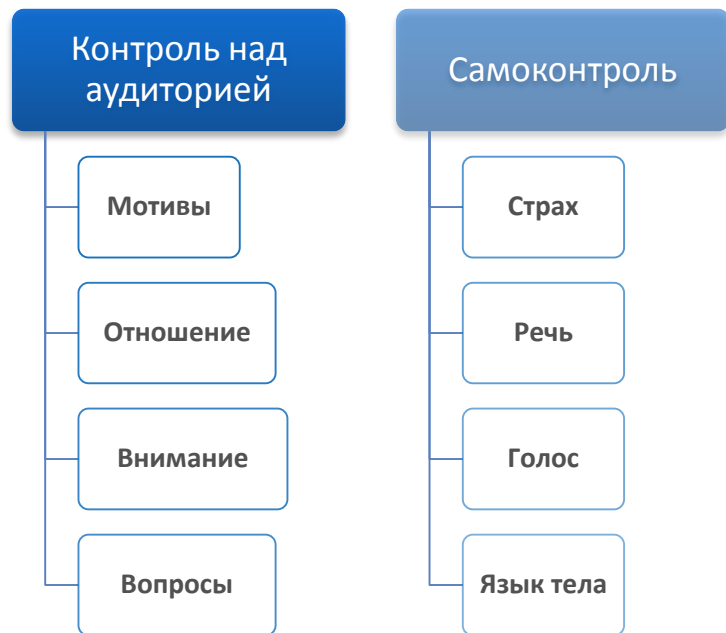 Контроль над
аудиторией
Мотивы
Отношение
Внимание
Вопросы
Самоконтроль
Страх
Речь
Голос
Язык тела